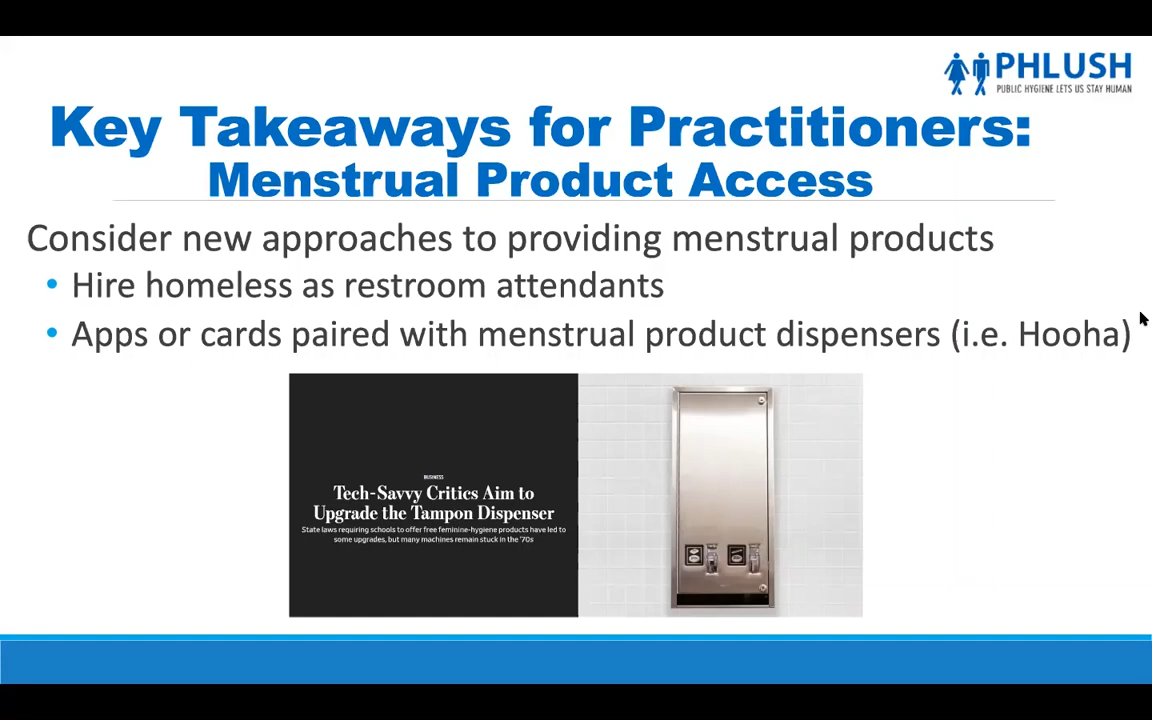 PHLUSH
PUBLIC HYGIENE LETS US STAY HUMAN
Key Takeaways for Practitioners:
Menstrual Product Access
Consider new approaches to providing menstrual products
• Hire homeless as restroom attendants
• Apps or cards paired with menstrual product dispensers (i.e. Hooha)
BUSINESS
Tech-Savvy Critics Aim to
Upgrade the Tampon Dispenser
State laws requiring schools to offer free feminine-hygiene products have led to
some upgrades, but many machines remain stuck in the '70s